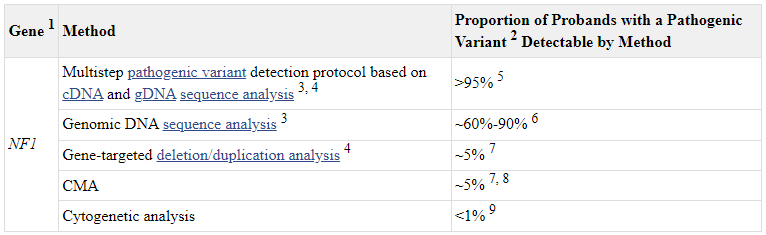 Gene 1 Method Proportion of Probands with a Pathogenic
Variant 2 Detectable by Method
NF1
Multistep pathogenic variant detection protocol based on
cDNA and gDNA sequence analysis 3, 4 >95% 5
Genomic DNA sequence analysis 3 ~60%-90% 6
Gene-targeted deletion/duplication analysis 4 ~5% 7
CMA ~5% 7, 8
Cytogenetic analysis <1% 9